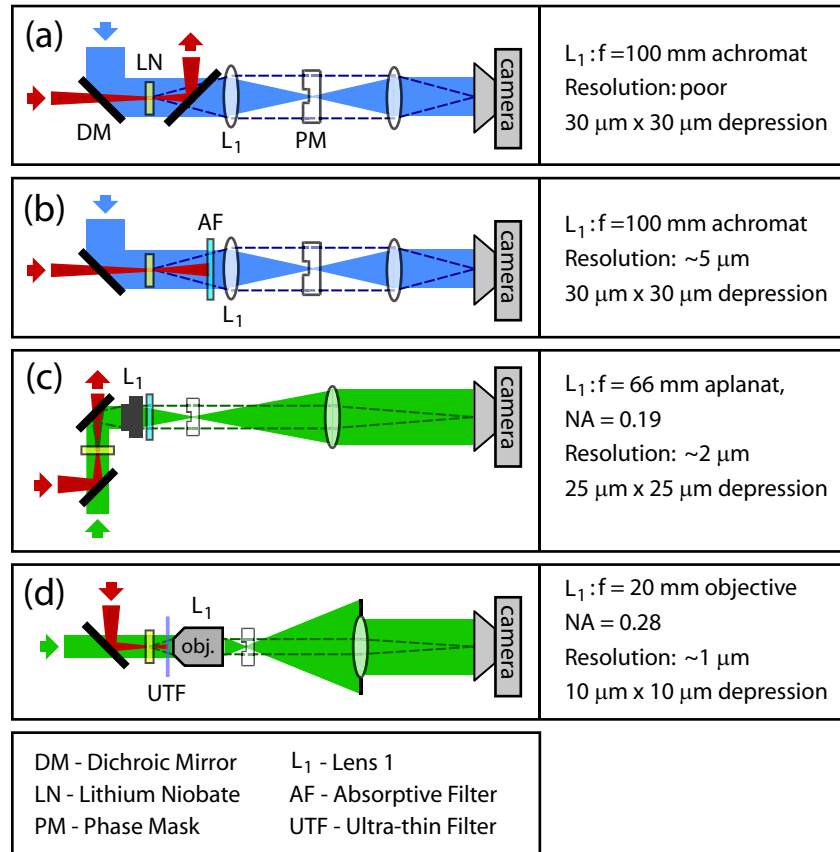 (a)
LN
DM
L1
PM
camera
L1: f =100 mm achromat
Resolution: poor
30 μm x 30 μm depression
(b)
AF
L1
camera
L1: f =100 mm achromat
Resolution: ~5 μm
30 μm x 30 μm depression
(c)
L1
camera
L1: f = 66 mm aplanat,
NA = 0.19
Resolution: ~2 μm
25 μm x 25 μm depression
(d)
L1
obj.
UTF
camera
L1: f = 20 mm objective
NA = 0.28
Resolution: ~1 μm
10 μm x 10 μm depression
DM - Dichroic Mirror
L1 - Lens 1
LN - Lithium Niobate
AF - Absorptive Filter
PM - Phase Mask
UTF - Ultra-thin Filter